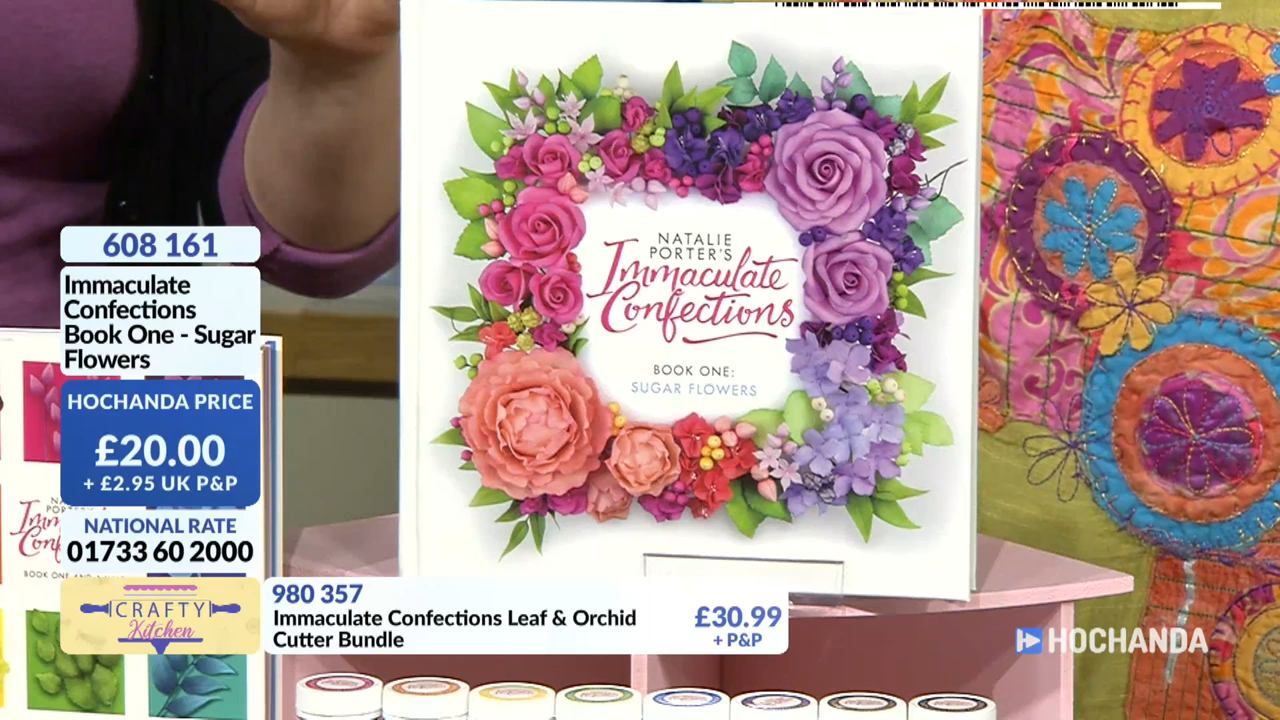 608 161
Immaculate
Confections
Book One - Sugar
Flowers
HOCHANDA PRICE
£20.00
+ £2.95 UK P&P
NATIONAL RATE
01733 60 2000
CRAFTY
Kitchen
980 357
Immaculate Confections Leaf & Orchid
Cutter Bundle
£30.99
+ P&P
NATALIE
PORTER'S
Immaculate
Confections
BOOK ONE:
SUGAR FLOWERS
HOCHANDA